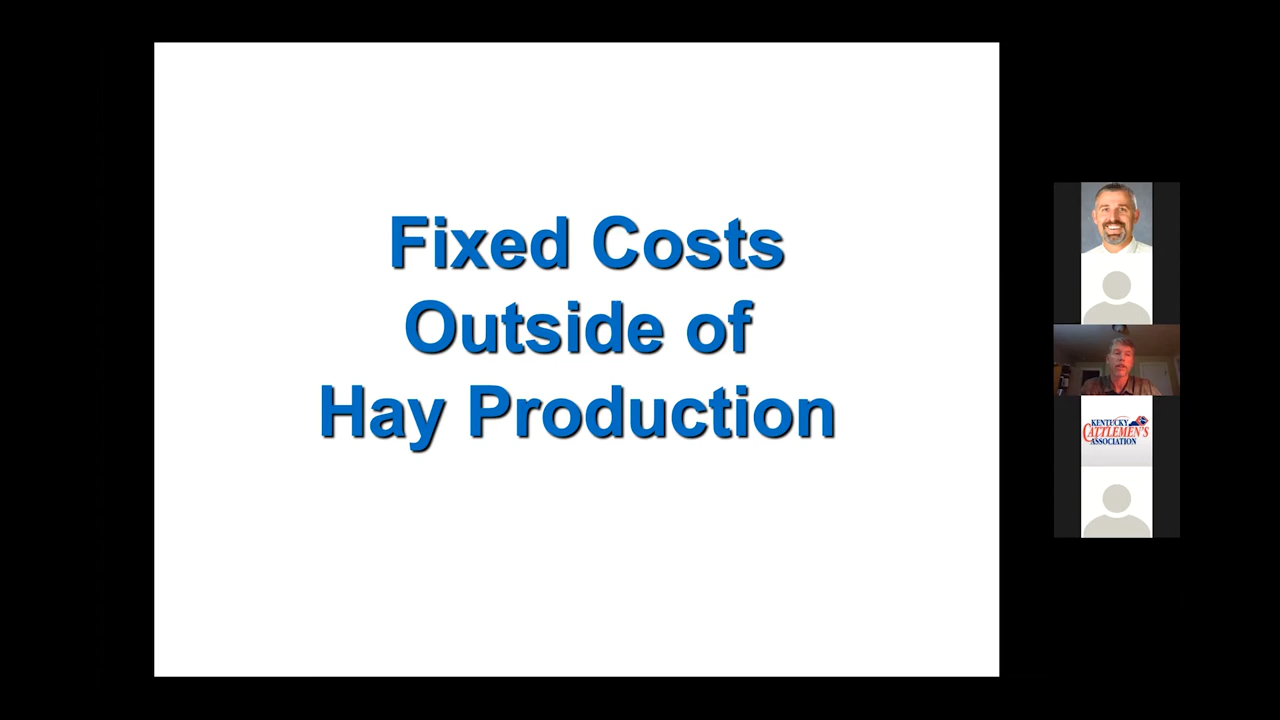 Fixed Costs
Outside of
Hay Production
KENTUCKY
CATTLEMEN'S
ASSOCIATION